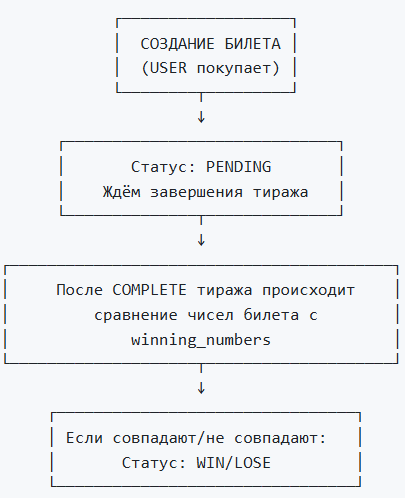 СОЗДАНИЕ БИЛЕТА
(USER покупает)
Статус: PENDING
Ждём завершения тиража
После COMPLETE тиража происходит
сравнение чисел билета с
winning_numbers
Если совпадают/не совпадают:
Статус: WIN/LOSE